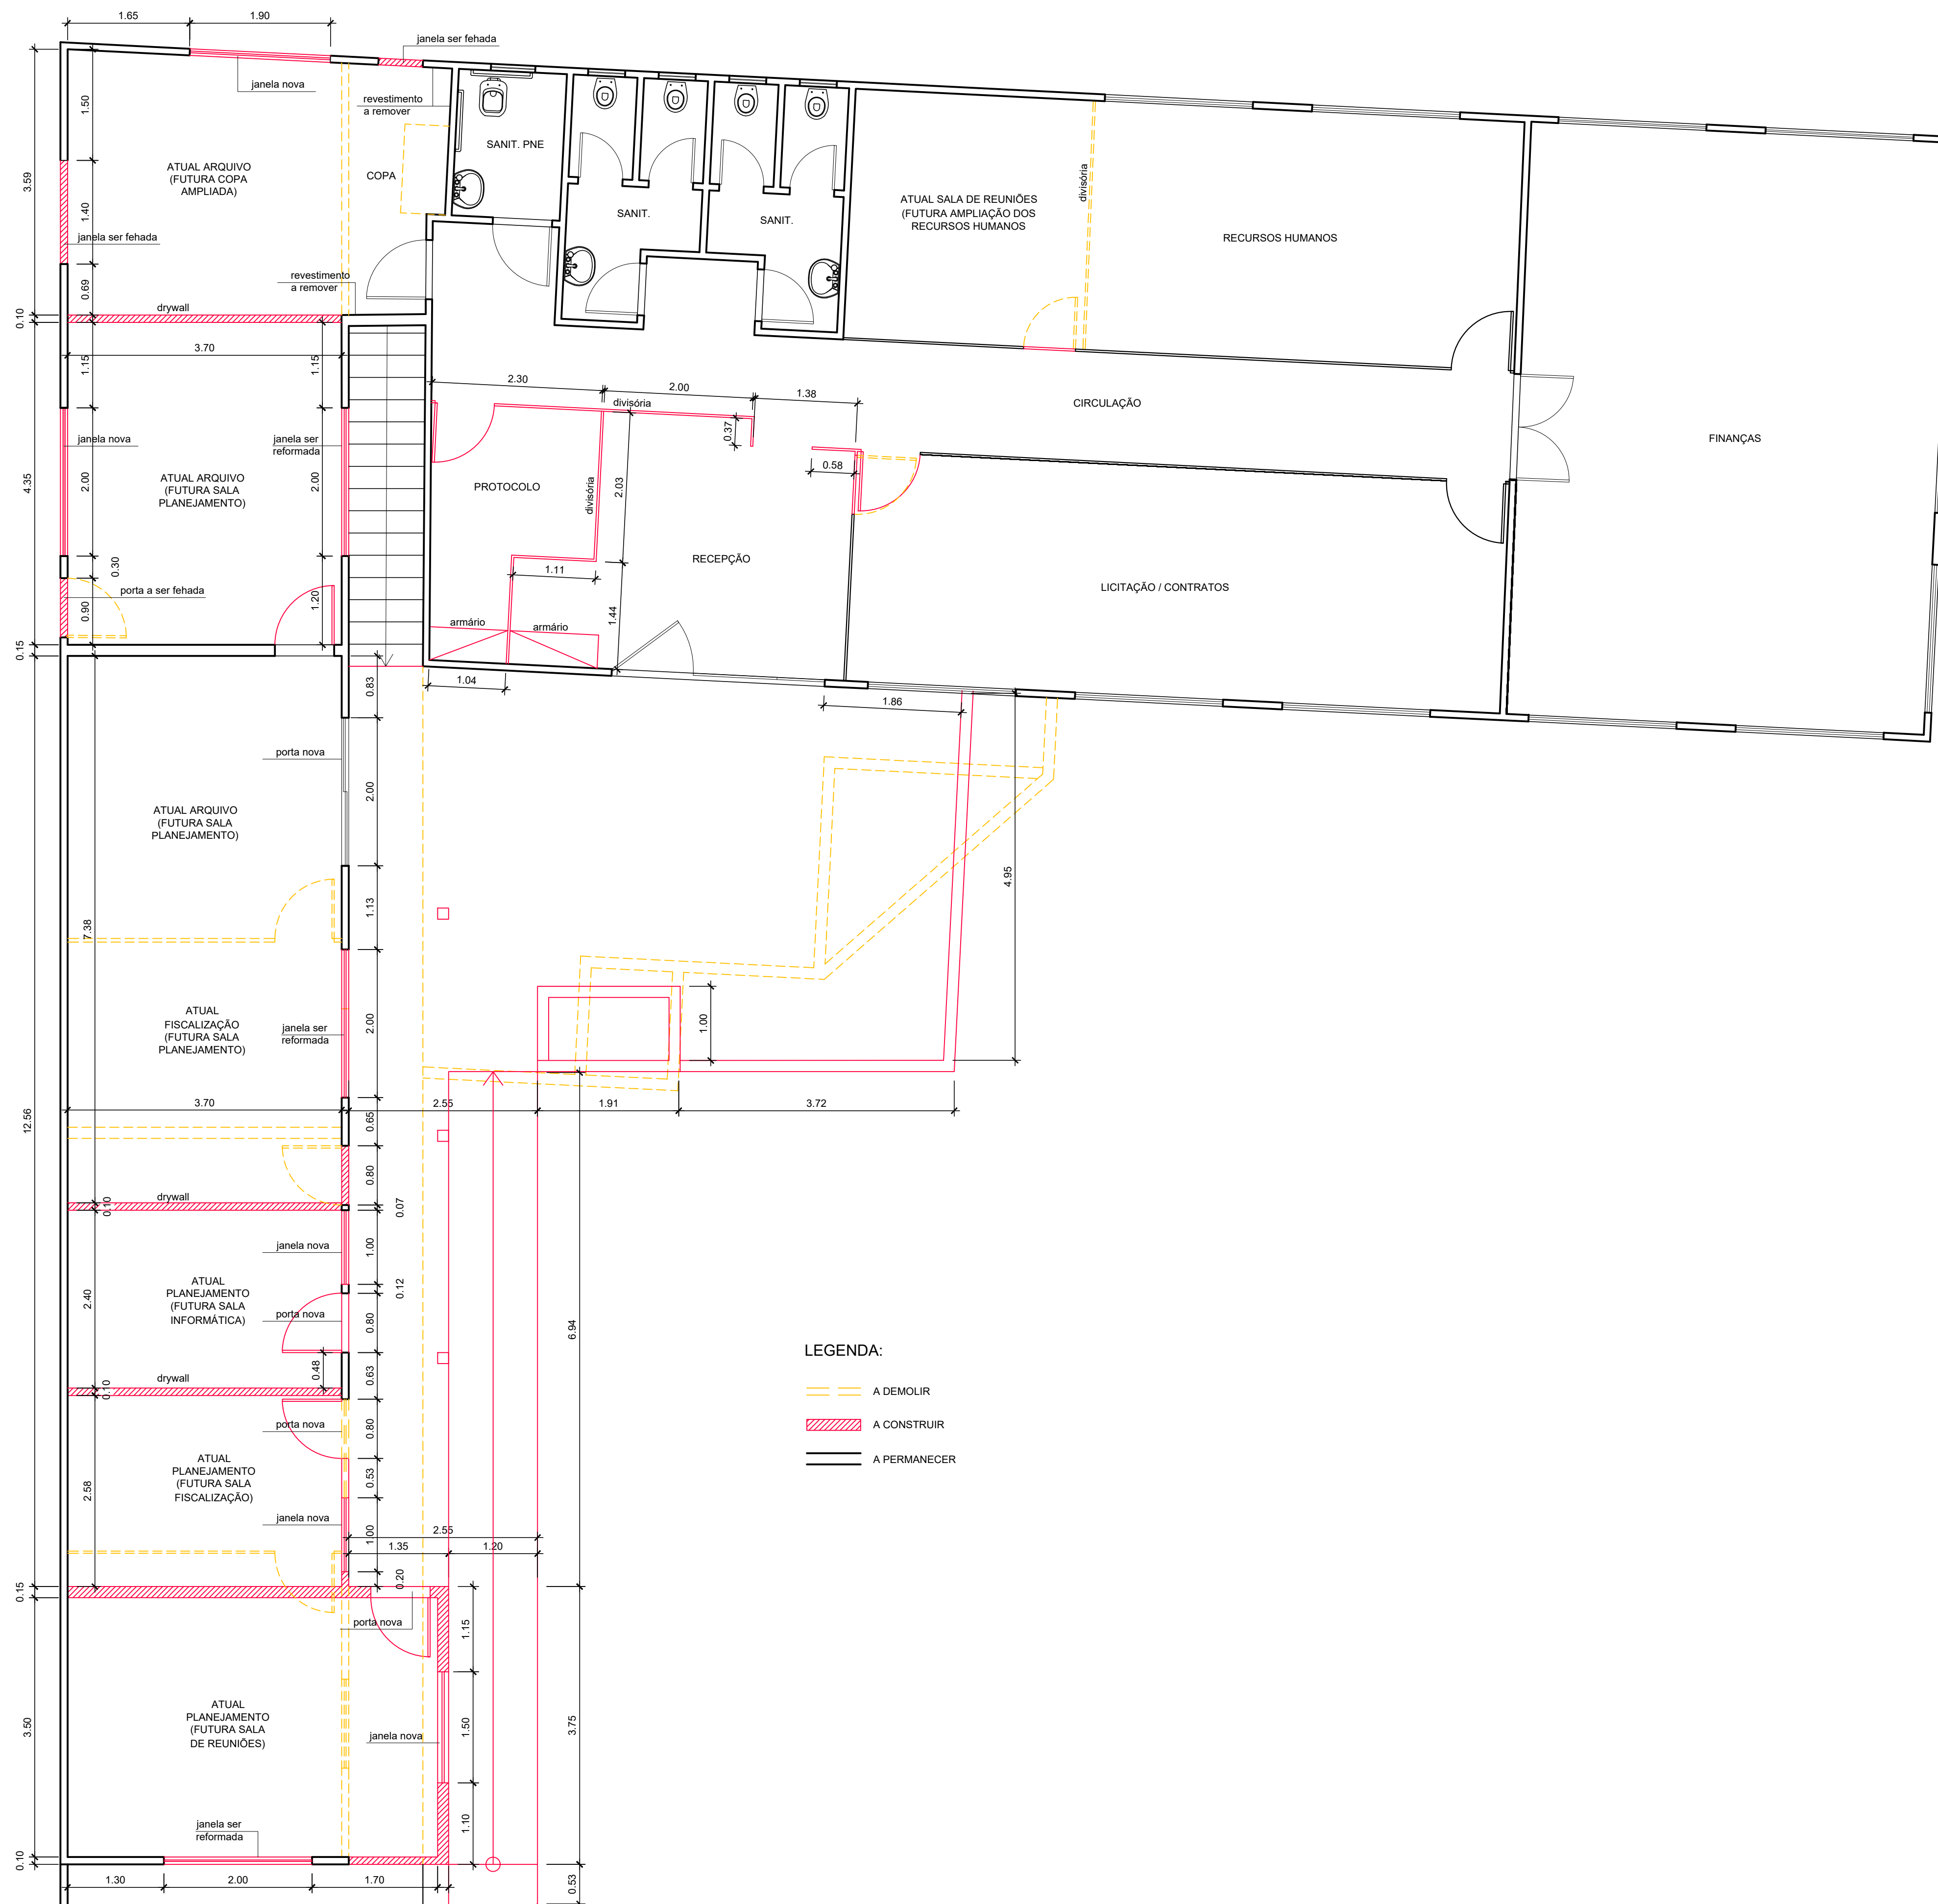 1.65
1.90
janela ser fehada
janela nova
revestimento
a remover
1.50
3.59
1.40
0.69
0.10
ATUAL ARQUIVO
(FUTURA COPA
AMPLIADA)
COPA
SANIT. PNE
SANIT.
SANIT.
ATUAL SALA DE REUNIÕES
(FUTURA AMPLIAÇÃO DOS
RECURSOS HUMANOS
divisória
RECURSOS HUMANOS
janela ser fehada
revestimento
a remover
drywall
3.70
1.15
1.15
2.30
2.00
1.38
divisória
0.37
0.58
CIRCULAÇÃO
FINANÇAS
janela nova
janela ser
reformada
4.35
2.00
2.00
ATUAL ARQUIVO
(FUTURA SALA
PLANEJAMENTO)
PROTOCOLO
divisória
2.03
RECEPÇÃO
1.11
0.30
porta a ser fehada
0.90
1.20
1.44
LICITAÇÃO / CONTRATOS
armário
armário
0.15
1.04
0.83
1.86
porta nova
2.00
ATUAL ARQUIVO
(FUTURA SALA
PLANEJAMENTO)
4.95
1.13
7.38
ATUAL
FISCALIZAÇÃO
(FUTURA SALA
PLANEJAMENTO)
janela ser
reformada
2.00
1.00
3.70
2.55
1.91
3.72
12.56
0.65
0.80
drywall
0.10
0.07
janela nova
1.00
ATUAL
PLANEJAMENTO
(FUTURA SALA
INFORMÁTICA)
0.12
2.40
porta nova
0.80
6.94
LEGENDA:
0.48
0.63
drywall
0.10
A DEMOLIR
porta nova
0.80
A CONSTRUIR
ATUAL
PLANEJAMENTO
(FUTURA SALA
FISCALIZAÇÃO)
A PERMANECER
0.53
2.58
janela nova
1.00
2.55
1.35
1.20
0.20
0.15
porta nova
1.15
ATUAL
PLANEJAMENTO
(FUTURA SALA
DE REUNIÕES)
3.50
janela nova
1.50
3.75
janela ser
reformada
1.10
0.10
1.30
2.00
1.70
0.53